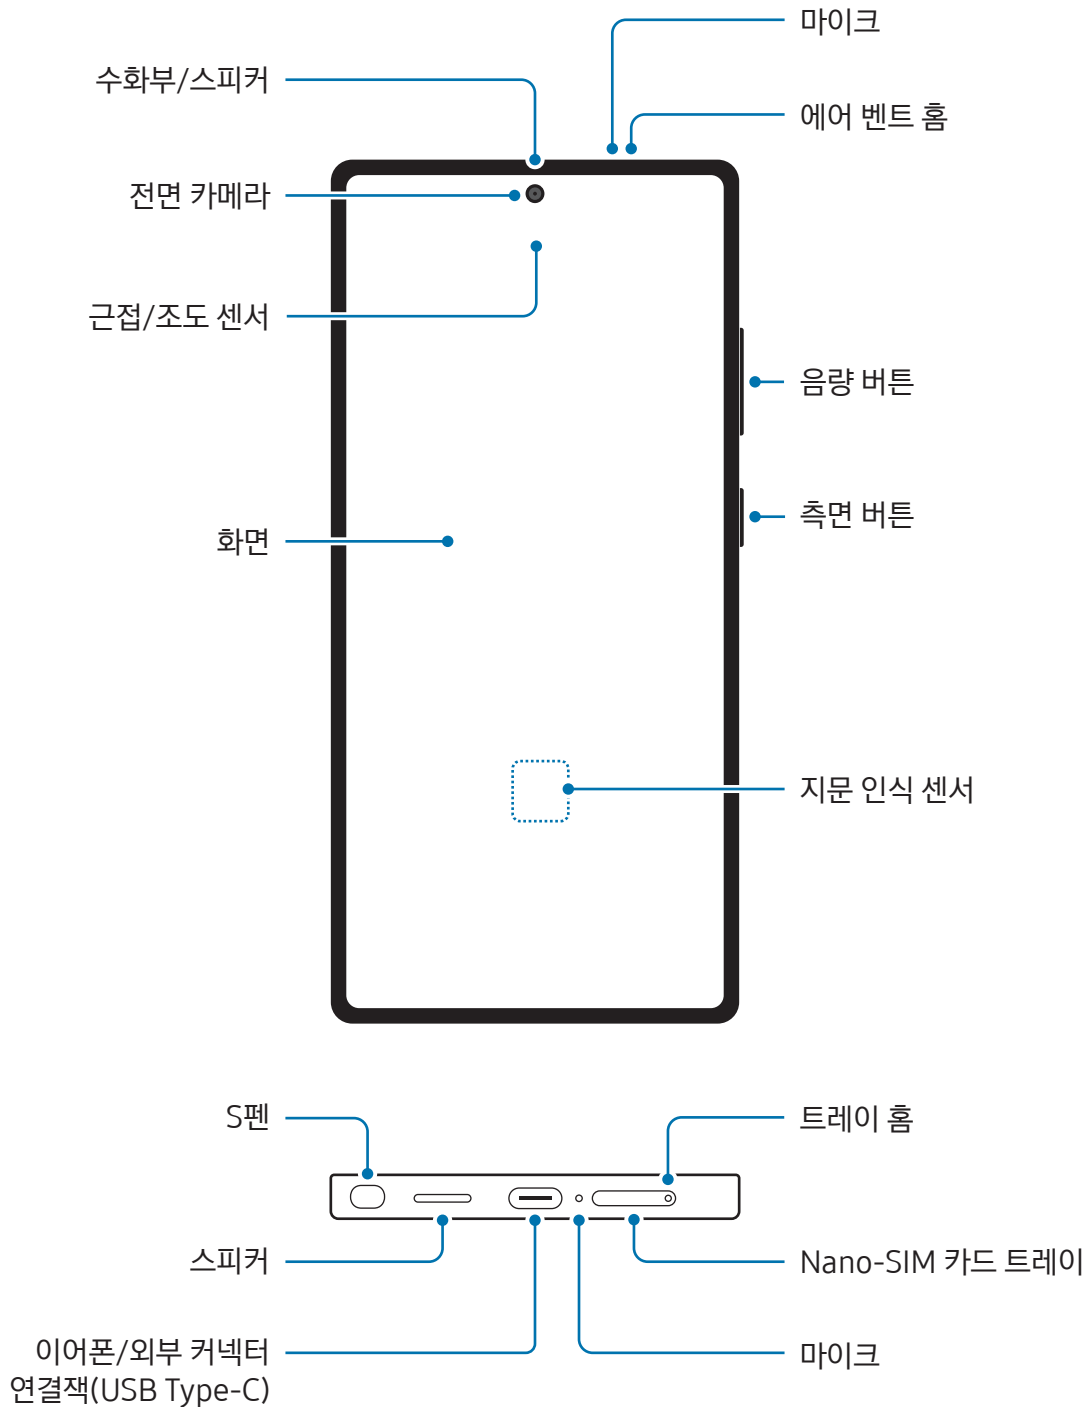 마이크
수화부/스피커
에어 벤트 홈
전면 카메라
근접/조도 센서
음량 버튼
측면 버튼
화면
지문 인식 센서
S펜
트레이 홈
스피커
Nano-SIM 카드 트레이
이어폰/외부 커넥터
연결잭(USB Type-C)
마이크